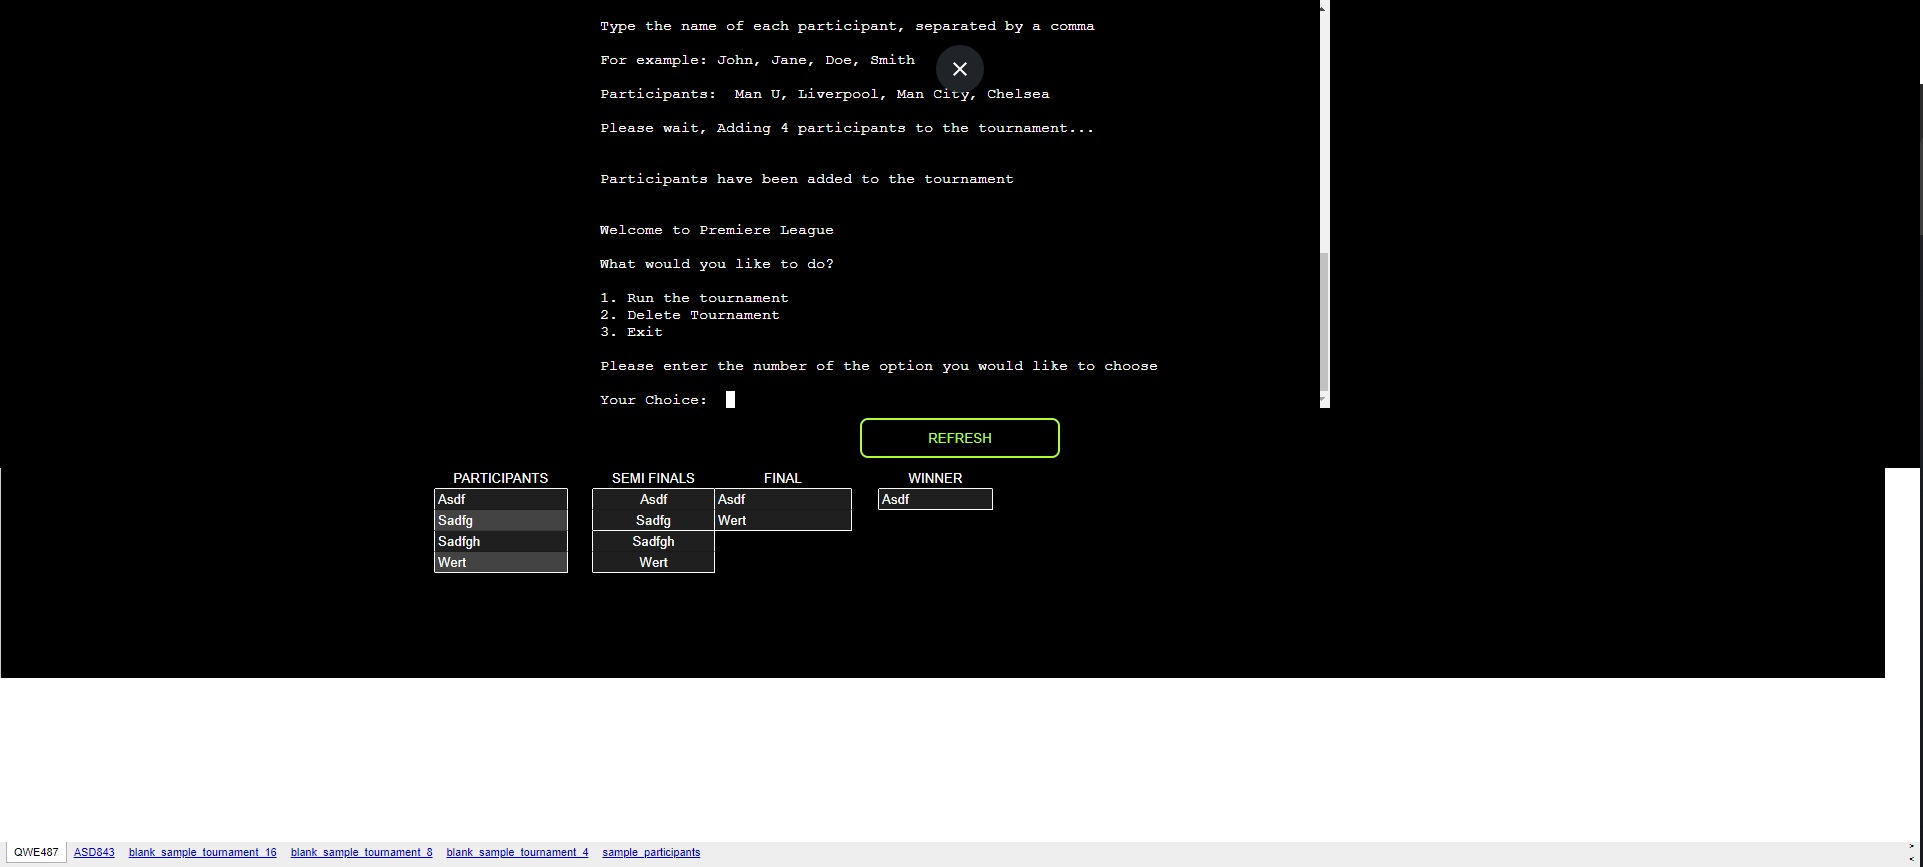 Type the name of each participant, separated by a comma
For example: John, Jane, Doe, Smith
Participants:  Man U, Liverpool, Man City, Chelsea
Please wait, Adding 4 participants to the tournament...
Participants have been added to the tournament
Welcome to Premiere League
What would you like to do?
1. Run the tournament
2. Delete Tournament
3. Exit
Please enter the number of the option you would like to choose
Your Choice:
REFRESH
PARTICIPANTS SEMI FINALS FINAL WINNER
Asdf Asdf Asdf Asdf
Sadfg Sadfg Wert
Sadfgh Sadfgh
Wert Wert
QWE487 ASD843 blank_sample_tournament_16 blank_sample_tournament_8 blank_sample_tournament_4 sample_participants